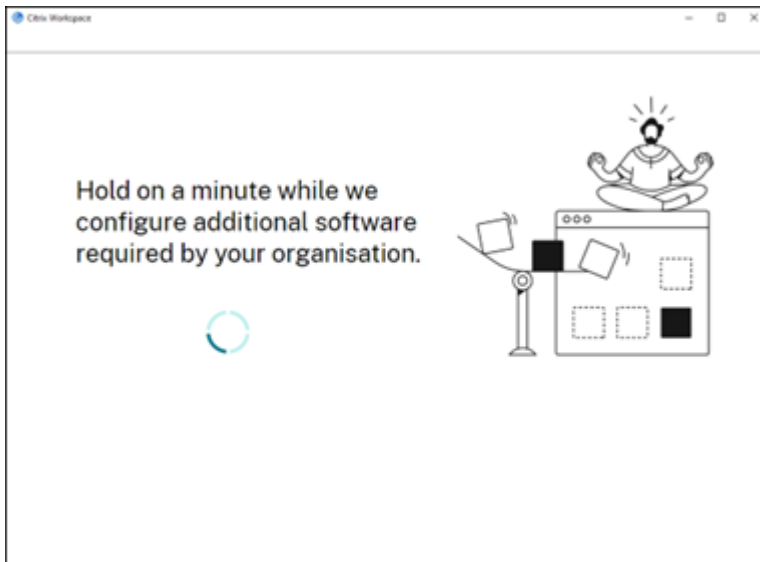 Citrix Workspace
Hold on a minute while we
configure additional software
required by your organisation.